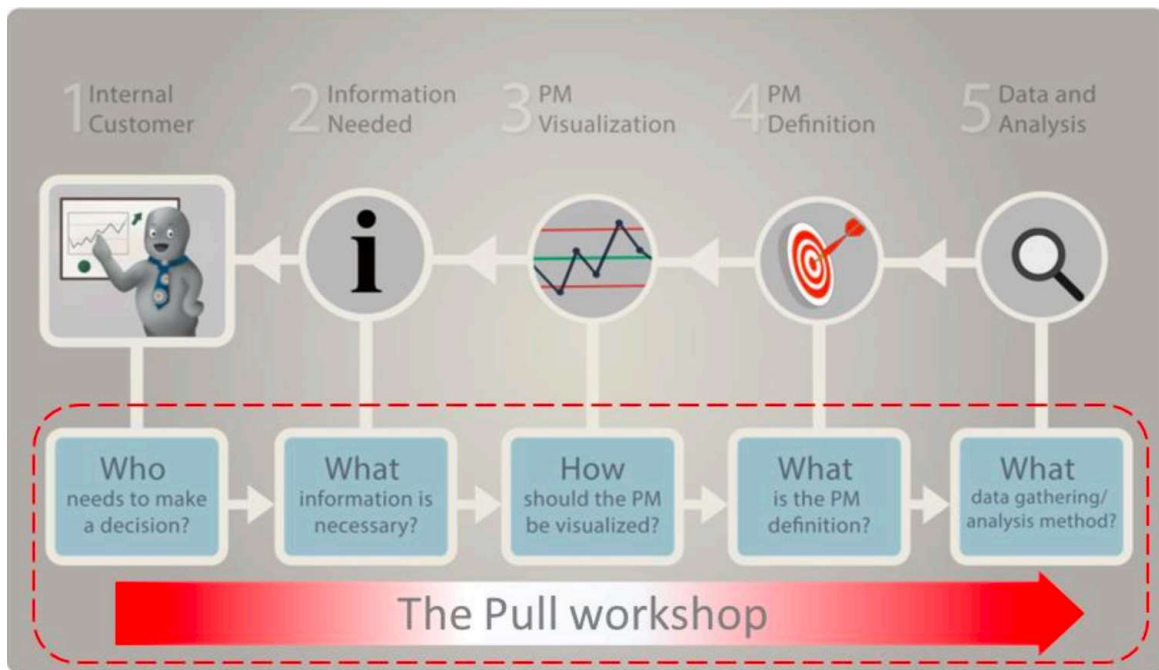 1 Internal
Customer
2 Information
Needed
3 PM
Visualization
4 PM
Definition
5 Data and
Analysis
i
Who
needs to make
a decision?
What
information is
necessary?
How
should the PM
be visualized?
What
is the PM
definition?
What
data gathering/
analysis method?
The Pull workshop